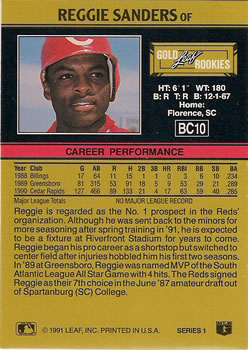 REGGIE SANDERS OF
GOLD Leaf ROOKIES
HT: 6' 1" WT: 180
B: R T: R B: 12-1-67
Home:
Florence, SC
BC10
CAREER PERFORMANCE
Year Club G AB R H 2B 3B HR RBI SB BB SO BA
1988 Billings 17 64 11 15 1 1 0 3 10 6 4 .234
1989 Greensboro 81 315 53 91 18 5 9 53 21 29 63 .289
1990 Cedar Rapids 127 466 89 133 21 4 17 63 40 59 97 .285
Major League Totals NO MAJOR LEAGUE RECORD
Reggie is regarded as the No. 1 prospect in the Reds'
organization. Although he was sent back to the minors for
more seasoning after spring training in '91, he is expected
to be a fixture at Riverfront Stadium for years to come.
Reggie began his pro career as a shortstop but switched to
center field after injuries hobbled him his first two seasons.
In '89 at Greensboro, Reggie was named MVP of the South
Atlantic League All Star Game with 4 hits. The Reds signed
Reggie as their 7th choice in the June '87 amateur draft out
of Spartanburg (SC) College.
© 1991 LEAF, INC. PRINTED IN U.S.A. SERIES 1